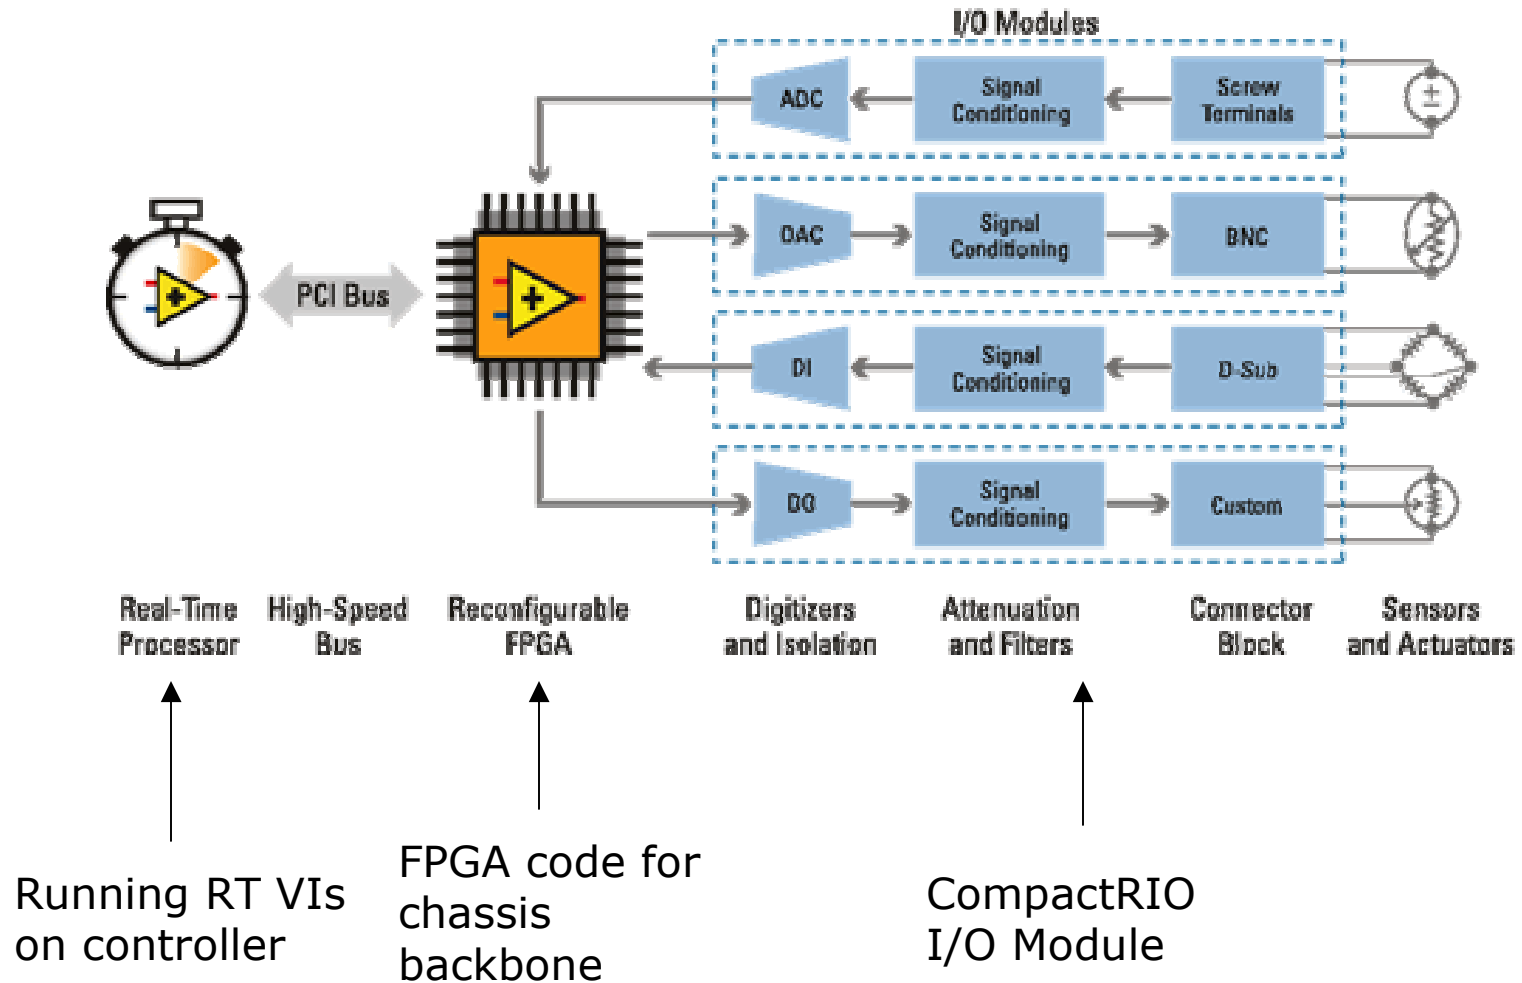 I/O Modules
ADC
Signal
Conditioning
Screw
Terminals
±
DAC
Signal
Conditioning
BNC
PCI Bus
DI
Signal
Conditioning
D-Sub
DO
Signal
Conditioning
Custom
Real-Time
Processor
High-Speed
Bus
Reconfigurable
FPGA
Digitizers
and Isolation
Attenuation
and Filters
Connector
Block
Sensors
and Actuators
Running RT VIs
on controller
FPGA code for
chassis
backbone
CompactRIO
I/O Module